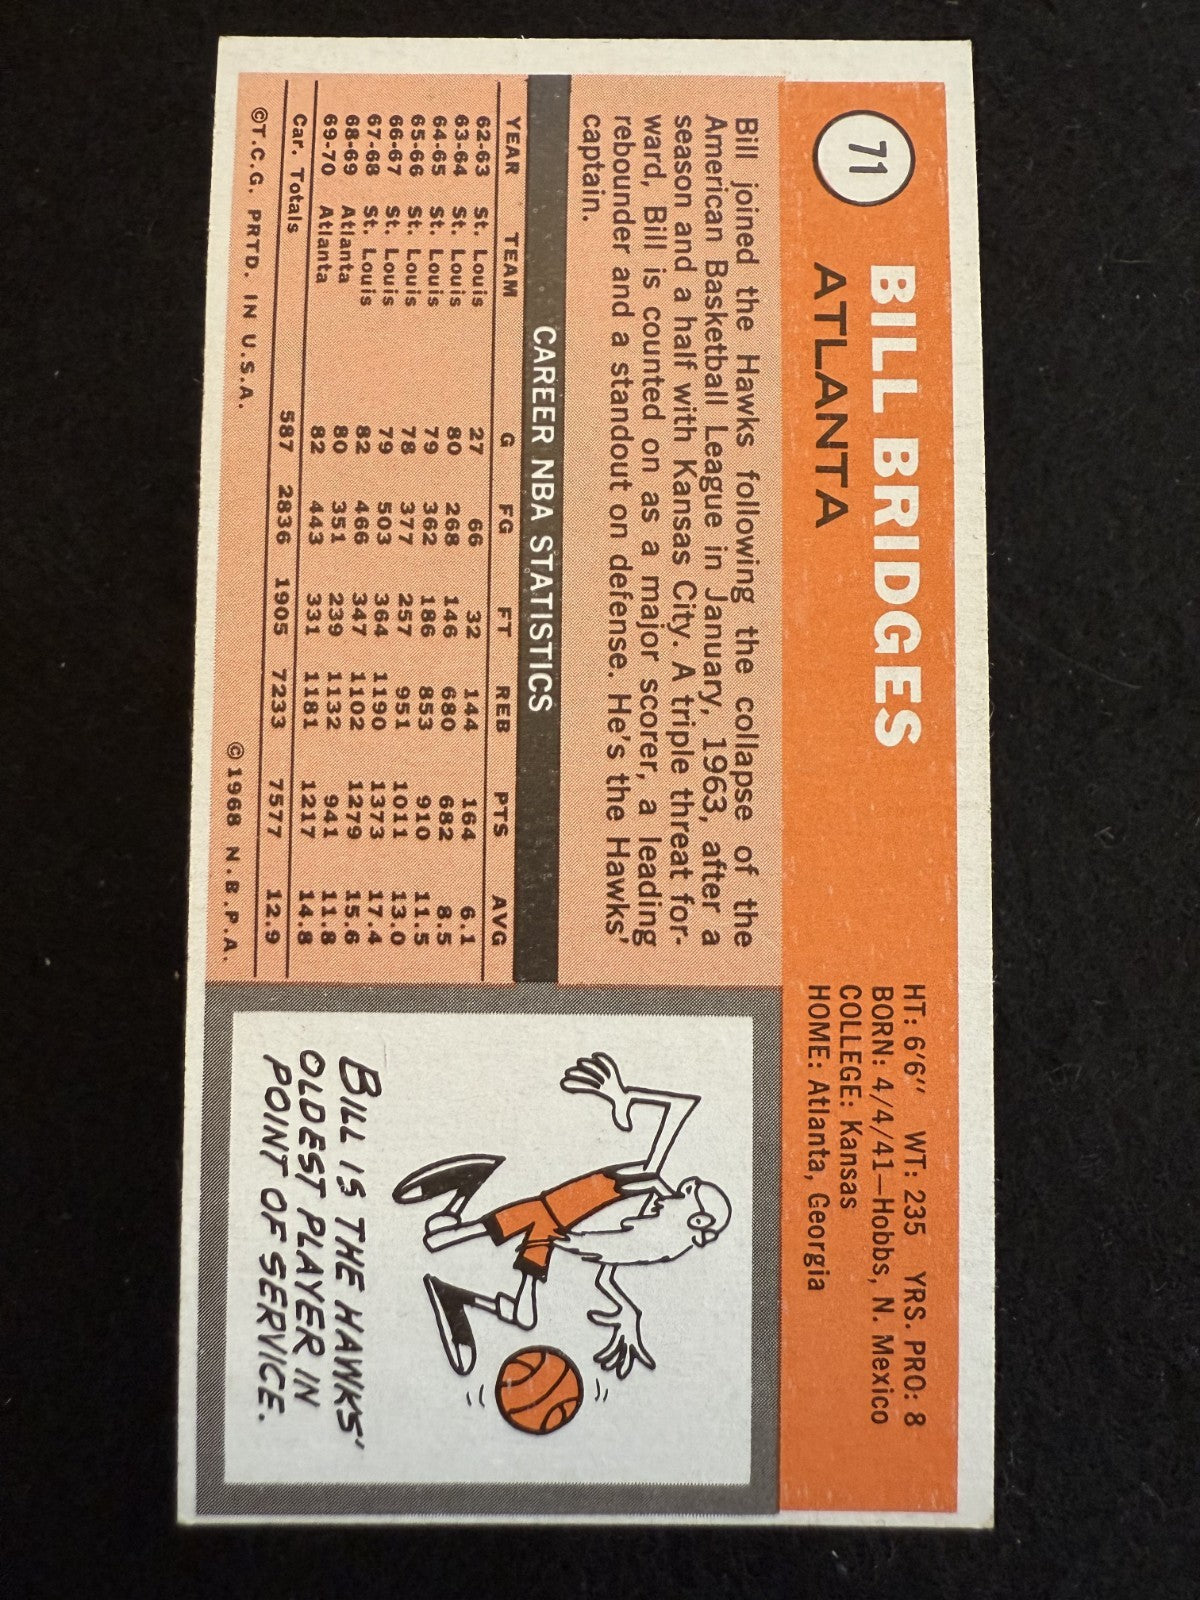 71
BILL BRIDGES
ATLANTA
HT: 6'6" WT: 235 YRS. PRO: 8
BORN: 4/4/41—Hobbs, N. Mexico
COLLEGE: Kansas
HOME: Atlanta, Georgia
Bill joined the Hawks following the collapse of the
American Basketball League in January, 1963, after a
season and a half with Kansas City. A triple threat for-
ward, Bill is counted on as a major scorer, a leading
rebounder and a standout on defense. He's the Hawks'
captain.
CAREER NBA STATISTICS
YEAR TEAM G FG FT REB PTS AVG
62-63 St. Louis 27 66 32 144 164 6.1
63-64 St. Louis 80 268 146 680 682 8.5
64-65 St. Louis 79 362 186 853 910 11.5
65-66 St. Louis 78 377 257 951 1011 13.0
66-67 St. Louis 79 503 364 1190 1373 17.4
67-68 St. Louis 82 466 347 1102 1279 15.6
68-69 Atlanta 80 351 239 1132 941 11.8
69-70 Atlanta 82 443 331 1181 1217 14.8
Car. Totals 587 2836 1905 7233 7577 12.9
©T.C.G. PRTD. IN U.S.A. ©1968 N.B.P.A.
BILL IS THE HAWKS'
OLDEST PLAYER IN
POINT OF SERVICE.